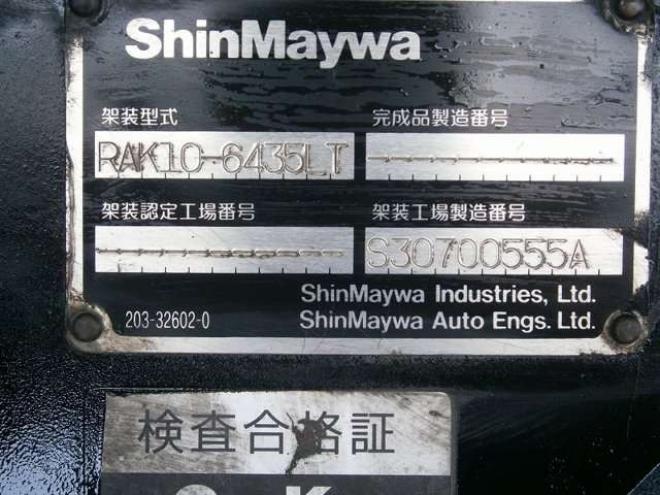 ShinMaywa
架装型式 完成品製造番号
RAK10-6435LT
架装認定工場番号 架装工場製造番号
S30700555A
ShinMaywa Industries, Ltd.
203-32602-0 ShinMaywa Auto Engs. Ltd.
検査合格証